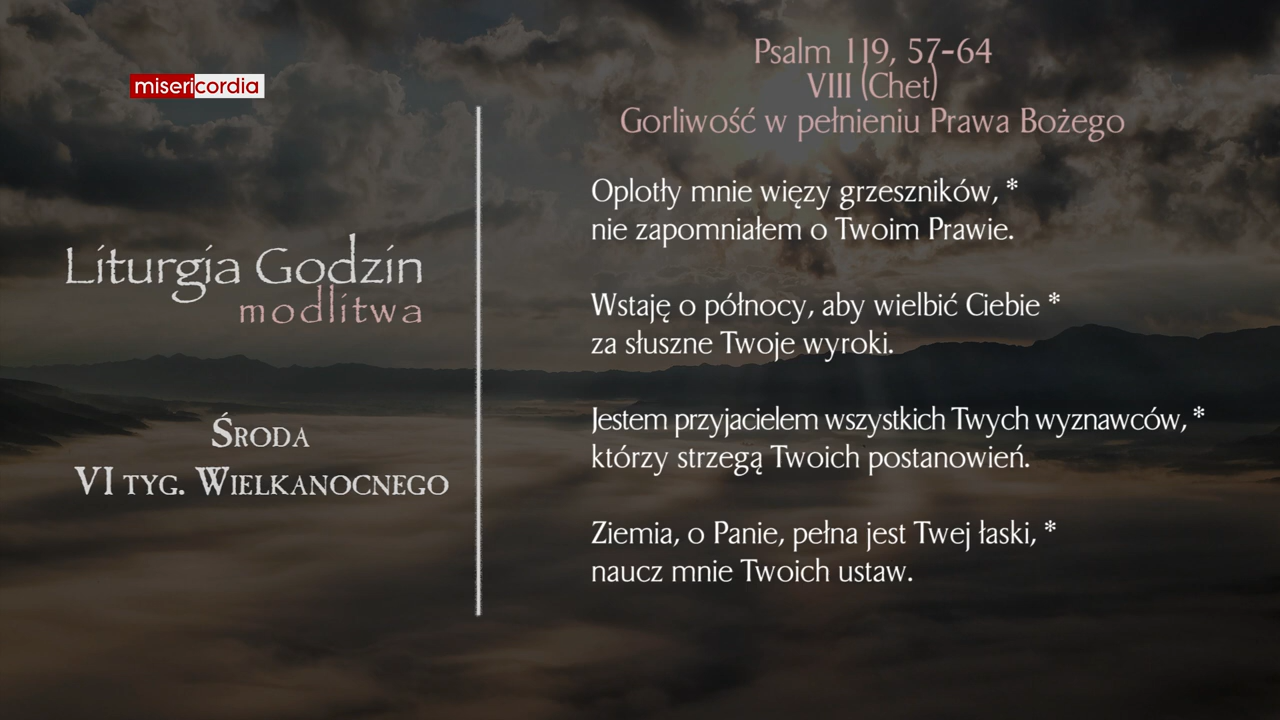 misericordia
Liturgia Godzin
modlitwa
Środa
VI tyg. Wielkanocnego
Psalm 119, 57-64
VIII (Chet)
Gorliwość w pełnieniu Prawa Bożego
Oplotły mnie więzy grzeszników, *
nie zapomniałem o Twoim Prawie.
Wstaję o północy, aby wielbić Ciebie *
za słuszne Twoje wyroki.
Jestem przyjacielem wszystkich Twych wyznawców, *
którzy strzegą Twoich postanowień.
Ziemia, o Panie, pełna jest Twej łaski, *
naucz mnie Twoich ustaw.